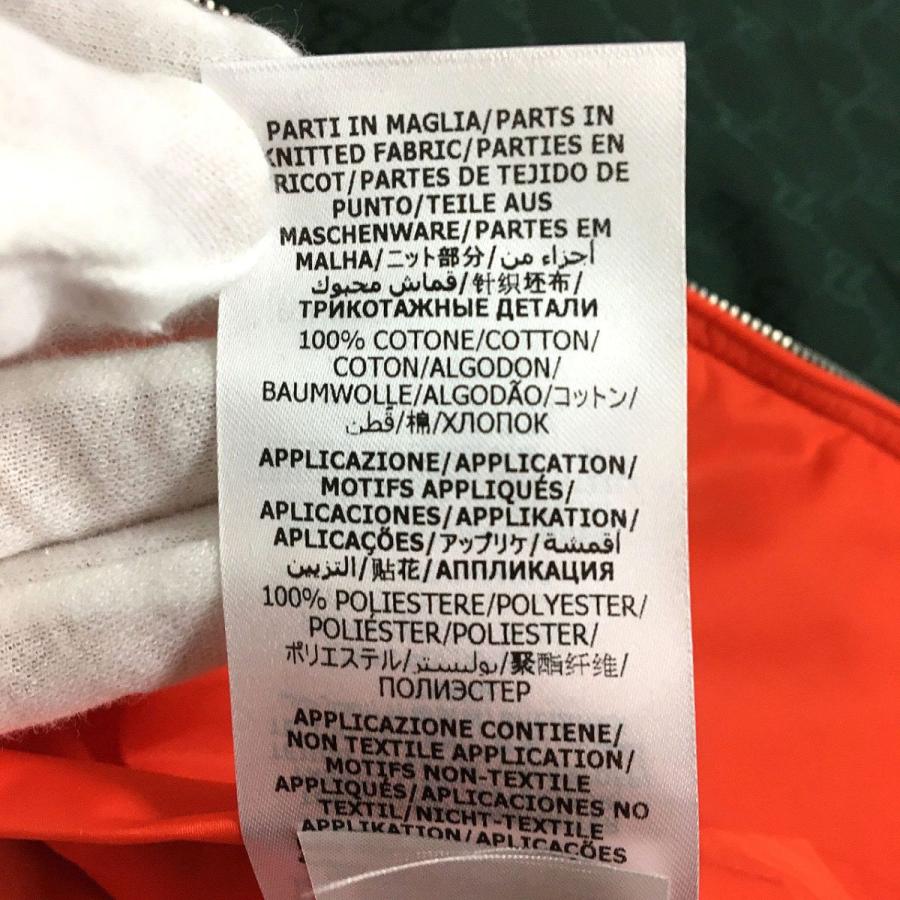 PARTI IN MAGLIA/PARTS IN
KNITTED FABRIC/PARTIES EN
RICOT/PARTES DE TEJIDO DE
PUNTO/TEILE AUS
MASCHENWARE/PARTES EM
MALHA/ニット部分/أجزاء من
قماش محبوك/针织坯布/
ТРИКОТАЖНЫЕ ДЕТАЛИ
100% COTONE/COTTON/
COTON/ALGODON/
BAUMWOLLE/ALGODÃO/コットン/
قطن/棉/ХЛОПОК
APPLICAZIONE/APPLICATION/
MOTIFS APPLIQUÉS/
APLICACIONES/APPLIKATION/
APLICAÇÕES/アップリケ/أقمشة
التزيين/贴花/АППЛИКАЦИЯ
100% POLIESTERE/POLYESTER/
POLIÉSTER/POLIESTER/
ポリエステル/بوليستر/聚酯纤维/
ПОЛИЭСТЕР
APPLICAZIONE CONTIENE/
NON TEXTILE APPLICATION/
MOTIFS NON-TEXTILE
APPLIQUÉS/APLICACIONES NO
TEXTIL/NICHT-TEXTILE
APPLIKATION/APLICAÇÕES